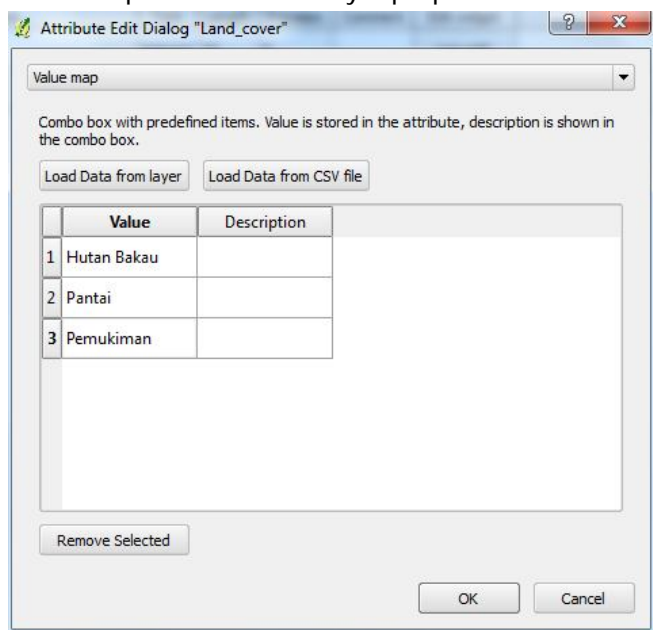 Attribute Edit Dialog "Land_cover"
Value map
Combo box with predefined items. Value is stored in the attribute, description is shown in
the combo box.
Load Data from layer Load Data from CSV file
Value Description
1 Hutan Bakau
2 Pantai
3 Pemukiman
Remove Selected
OK Cancel